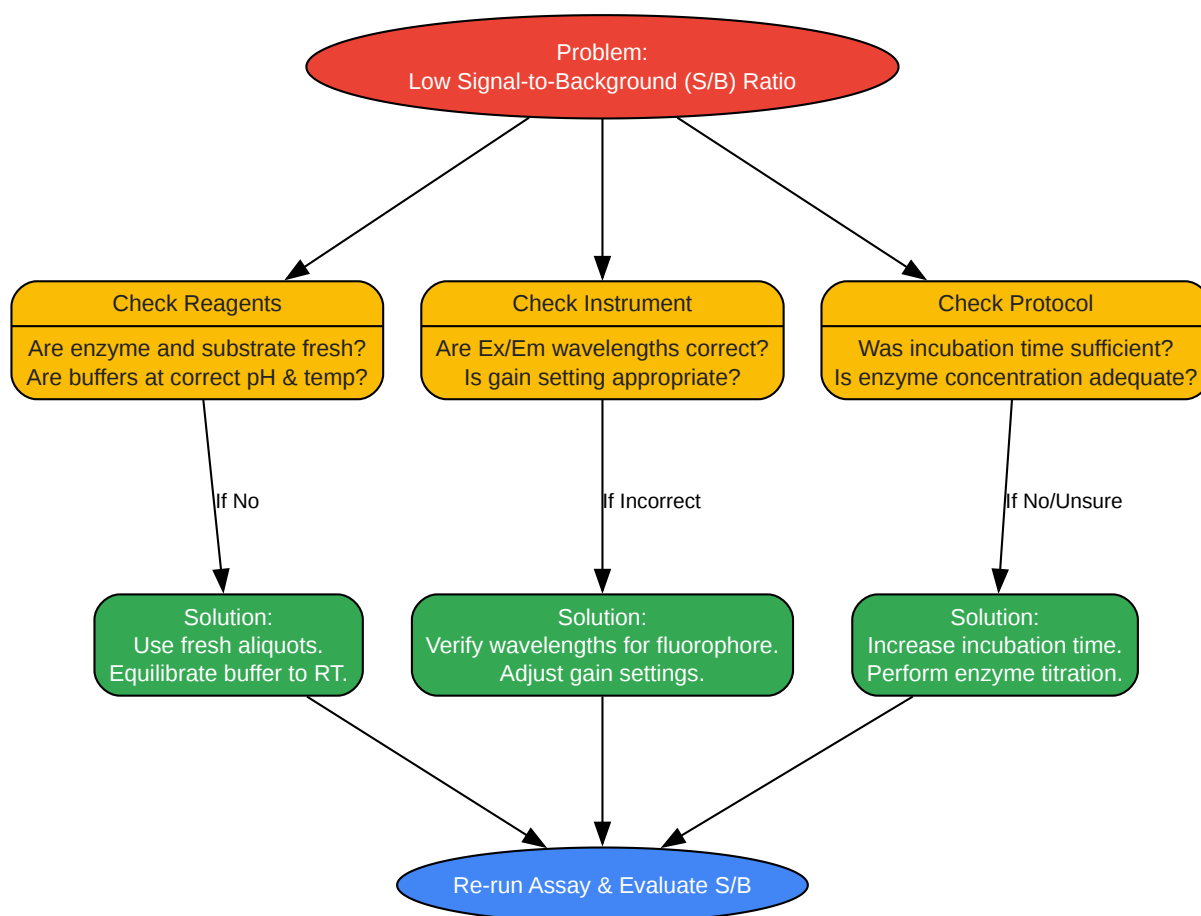 Problem:
Low Signal-to-Background (S/B) Ratio
Check Reagents
Are enzyme and substrate fresh?
Are buffers at correct pH & temp?
Check Instrument
Are Ex/Em wavelengths correct?
Is gain setting appropriate?
Check Protocol
Was incubation time sufficient?
Is enzyme concentration adequate?
If No
If Incorrect
If No/Unsure
Solution:
Use fresh aliquots.
Equilibrate buffer to RT.
Solution:
Verify wavelengths for fluorophore.
Adjust gain settings.
Solution:
Increase incubation time.
Perform enzyme titration.
Re-run Assay & Evaluate S/B